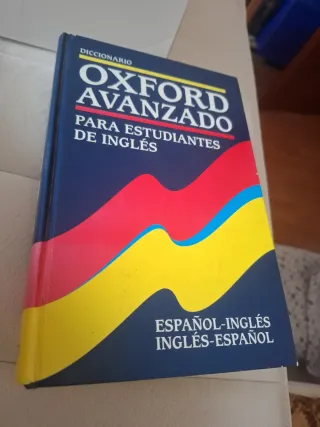 DICCIONARIO
OXFORD
AVANZADO
PARA ESTUDIANTES
DE INGLÉS
ESPAÑOL-INGLÉS
INGLÉS-ESPAÑOL